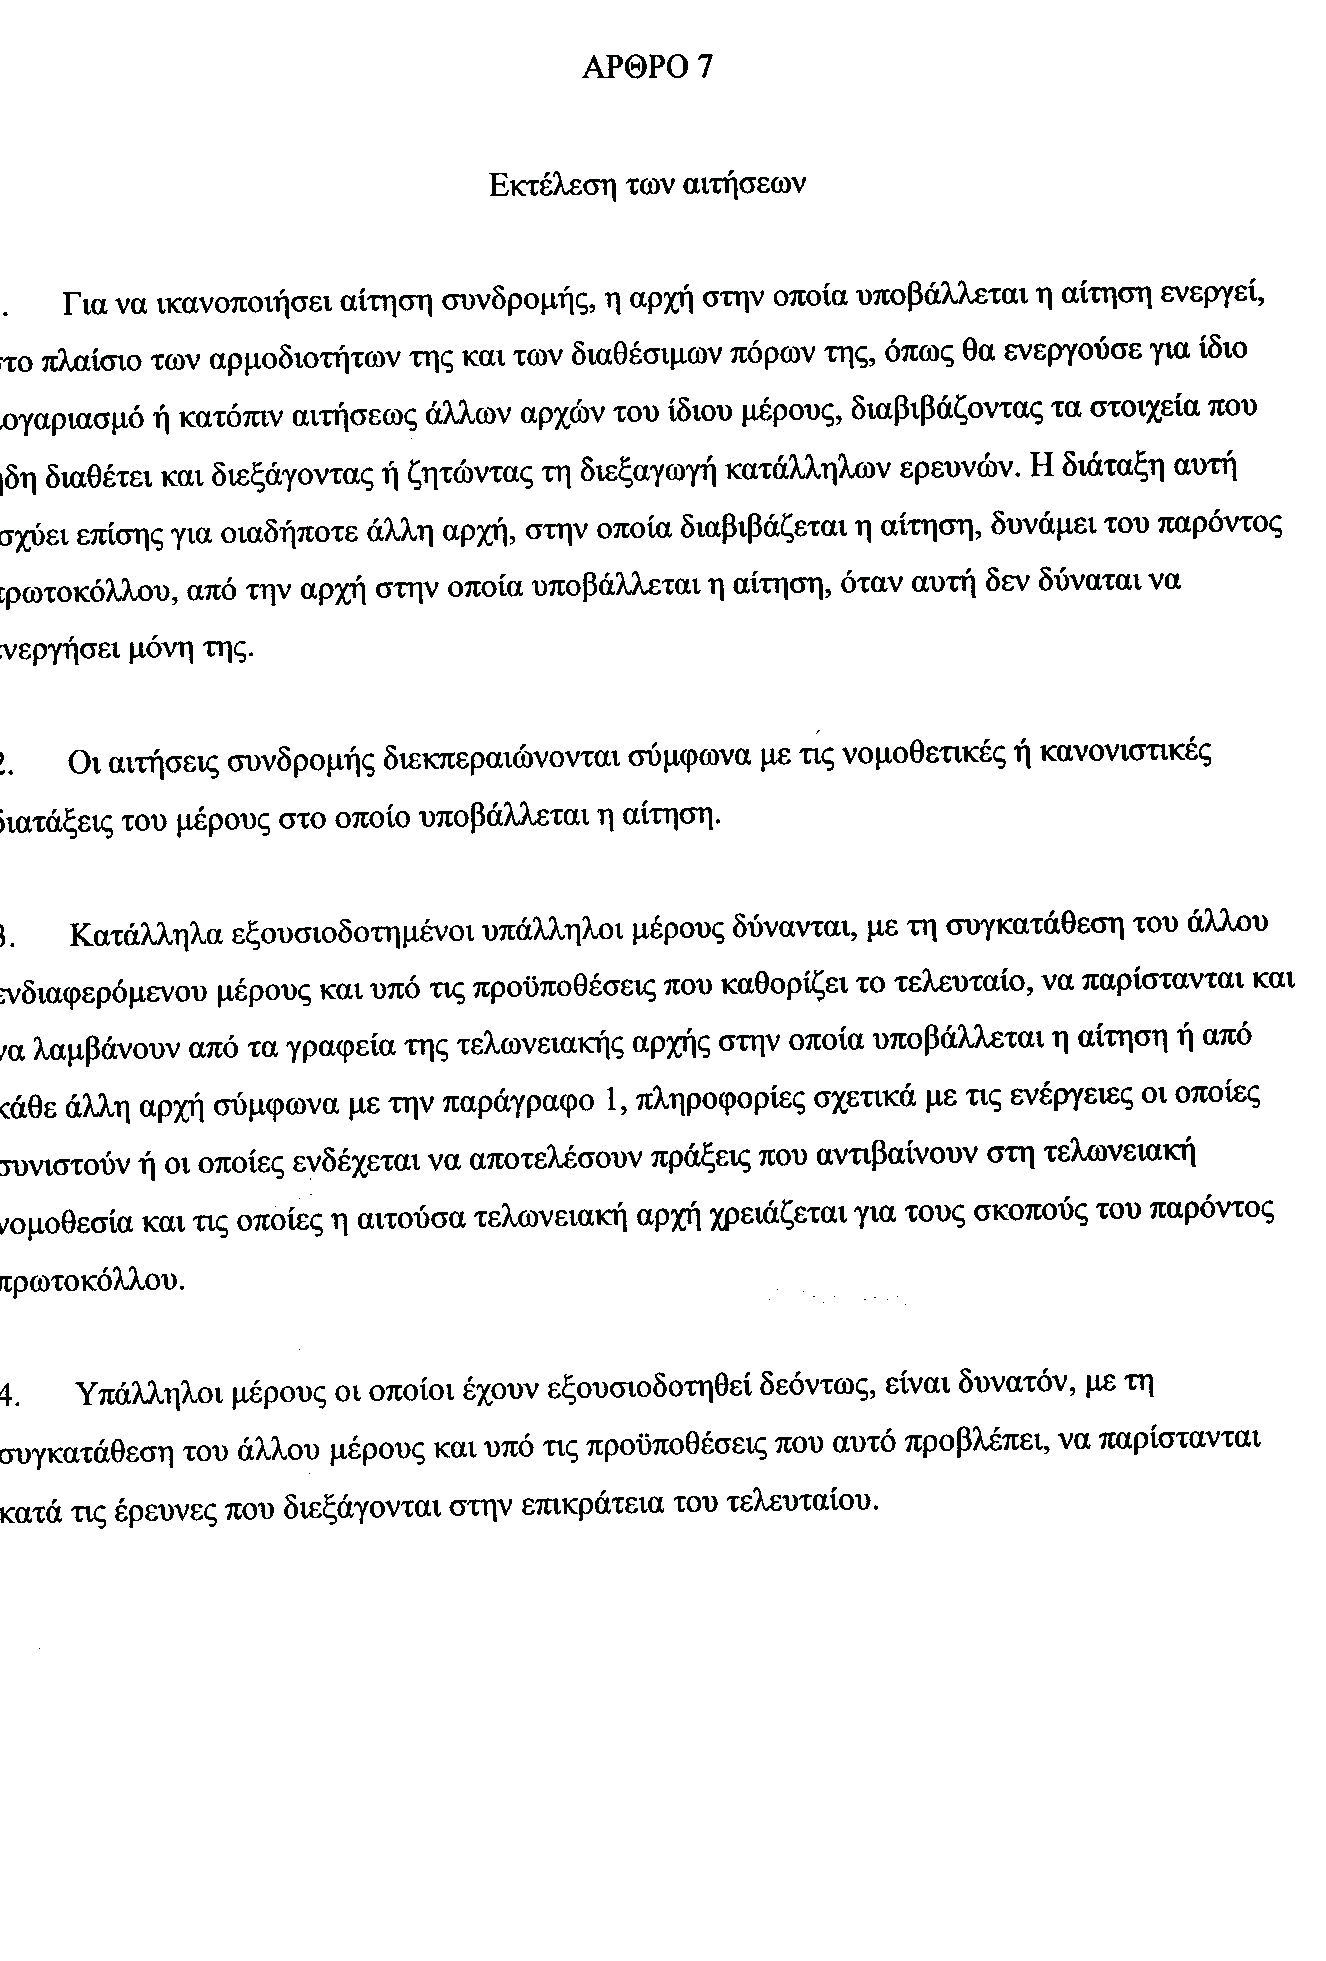 ΑΡΘΡΟ 7
Εκτέλεση των αιτήσεων
. Για να ικανοποιήσει αίτηση συνδρομής, η αρχή στην οποία υποβάλλεται η αίτηση ενεργεί,
στο πλαίσιο των αρμοδιοτήτων της και των διαθέσιμων πόρων της, όπως θα ενεργούσε για ίδιο
λογαριασμό ή κατόπιν αιτήσεως άλλων αρχών του ίδιου μέρους, διαβιβάζοντας τα στοιχεία που
ήδη διαθέτει και διεξάγοντας ή ζητώντας τη διεξαγωγή κατάλληλων ερευνών. Η διάταξη αυτή
ισχύει επίσης για οιαδήποτε άλλη αρχή, στην οποία διαβιβάζεται η αίτηση, δυνάμει του παρόντος
πρωτοκόλλου, από την αρχή στην οποία υποβάλλεται η αίτηση, όταν αυτή δεν δύναται να
ενεργήσει μόνη της.
2. Οι αιτήσεις συνδρομής διεκπεραιώνονται σύμφωνα με τις νομοθετικές ή κανονιστικές
διατάξεις του μέρους στο οποίο υποβάλλεται η αίτηση.
3. Κατάλληλα εξουσιοδοτημένοι υπάλληλοι μέρους δύνανται, με τη συγκατάθεση του άλλου
ενδιαφερόμενου μέρους και υπό τις προϋποθέσεις που καθορίζει το τελευταίο, να παρίστανται και
να λαμβάνουν από τα γραφεία της τελωνειακής αρχής στην οποία υποβάλλεται η αίτηση ή από
κάθε άλλη αρχή σύμφωνα με την παράγραφο 1, πληροφορίες σχετικά με τις ενέργειες οι οποίες
συνιστούν ή οι οποίες ενδέχεται να αποτελέσουν πράξεις που αντιβαίνουν στη τελωνειακή
νομοθεσία και τις οποίες η αιτούσα τελωνειακή αρχή χρειάζεται για τους σκοπούς του παρόντος
πρωτοκόλλου.
4. Υπάλληλοι μέρους οι οποίοι έχουν εξουσιοδοτηθεί δεόντως, είναι δυνατόν, με τη
συγκατάθεση του άλλου μέρους και υπό τις προϋποθέσεις που αυτό προβλέπει, να παρίστανται
κατά τις έρευνες που διεξάγονται στην επικράτεια του τελευταίου.